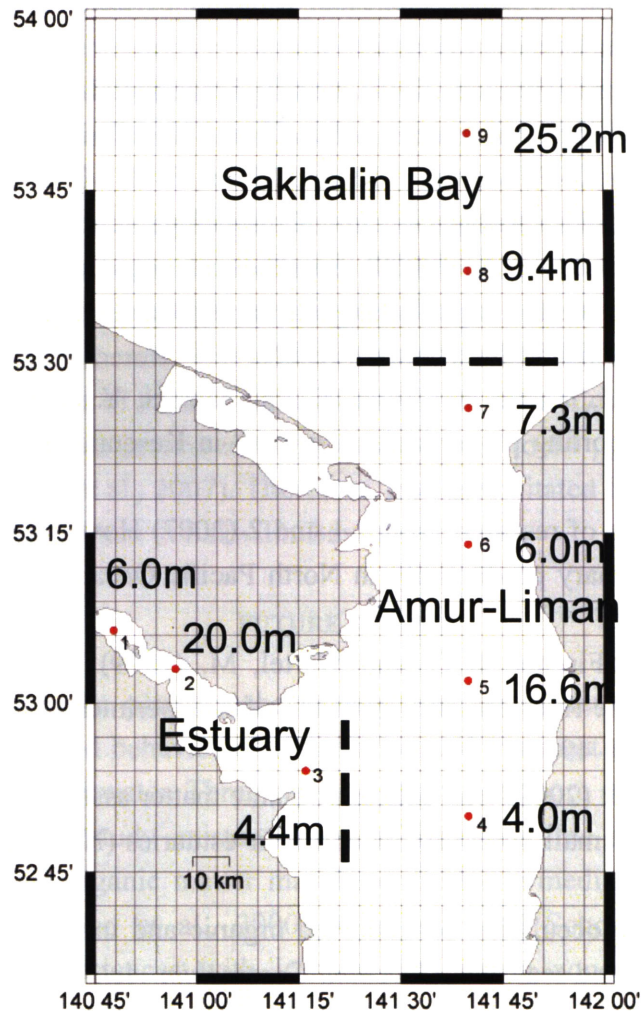 54 00'
9 25.2m
Sakhalin Bay
53 45'
8 9.4m
53 30'
7 7.3m
53 15'
6 6.0m
6.0m
Amur-Liman
1
20.0m
2
5 16.6m
53 00'
Estuary
3
4.4m
4 4.0m
52 45'
10 km
140 45' 141 00' 141 15' 141 30' 141 45' 142 00'